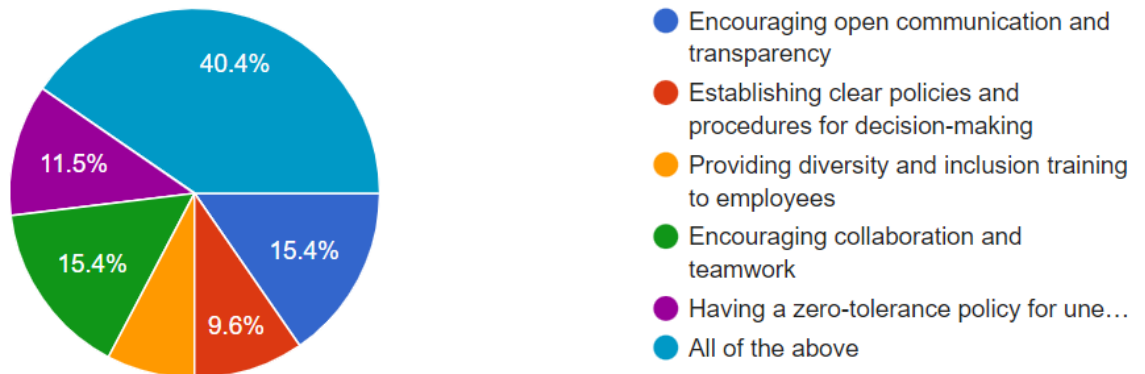 40.4%
11.5%
15.4%
15.4%
9.6%
Encouraging open communication and
transparency
Establishing clear policies and
procedures for decision-making
Providing diversity and inclusion training
to employees
Encouraging collaboration and
teamwork
Having a zero-tolerance policy for une…
All of the above